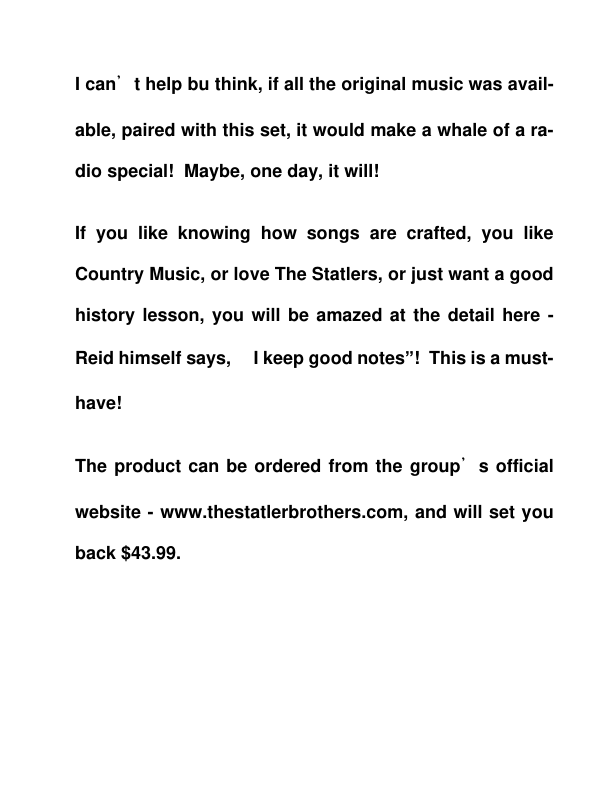 I can’t help bu think, if all the original music was avail-
able, paired with this set, it would make a whale of a ra-
dio special!  Maybe, one day, it will!
If you like knowing how songs are crafted, you like
Country Music, or love The Statlers, or just want a good
history lesson, you will be amazed at the detail here -
Reid himself says,   I keep good notes”!  This is a must-
have!
The product can be ordered from the group’s official
website - www.thestatlerbrothers.com, and will set you
back $43.99.